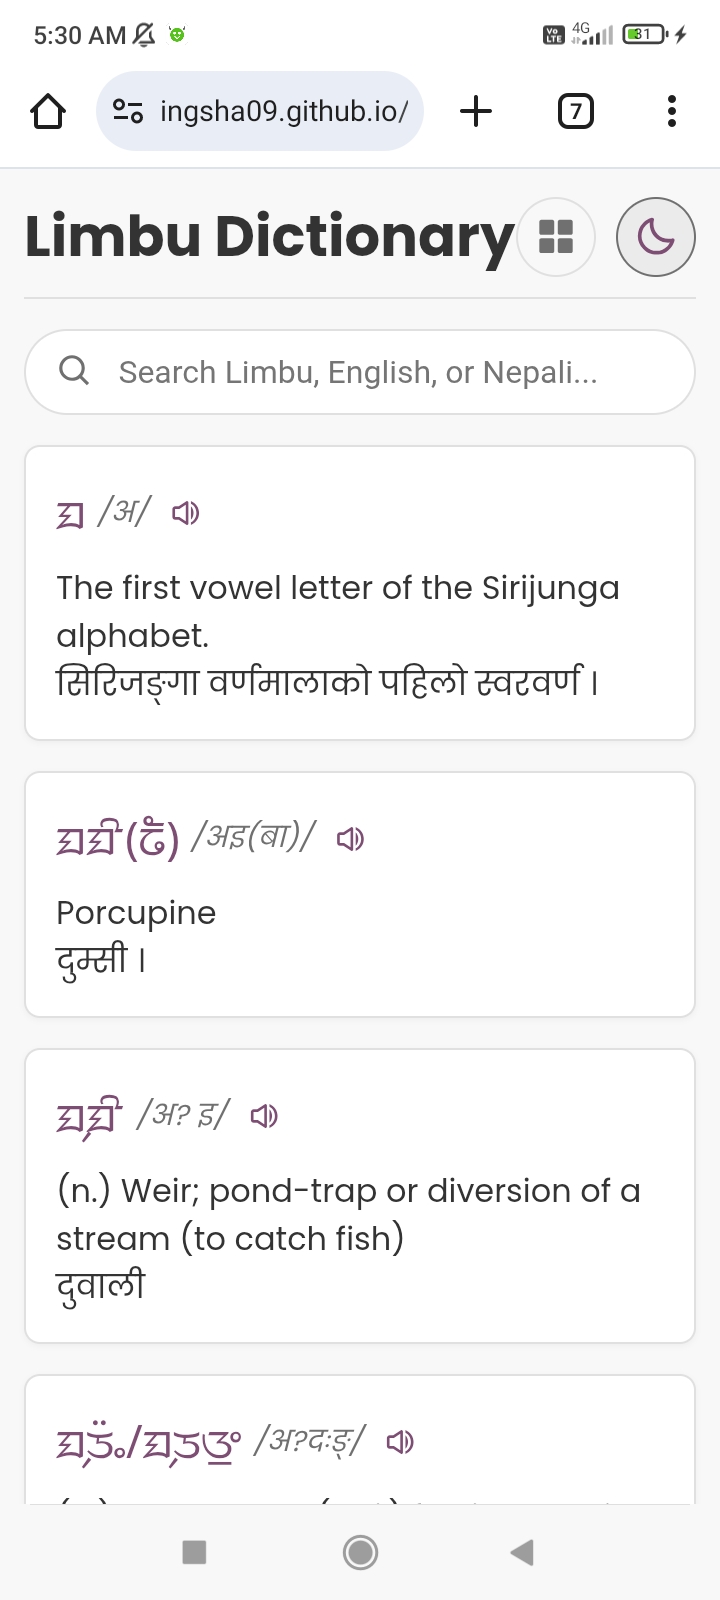 5:30 AM
Vo LTE 4G 31
ingsha09.github.io/
7
Limbu Dictionary
Search Limbu, English, or Nepali...
ᤀ /अ/
The first vowel letter of the Sirijunga
alphabet.
सिरिजङ्गा वर्णमालाको पहिलो स्वरवर्ण ।
/अइ(बा)/
Porcupine
दुम्सी ।
/अ? इ/
(n.) Weir; pond-trap or diversion of a
stream (to catch fish)
दुवाली
/अ?दःङ्/